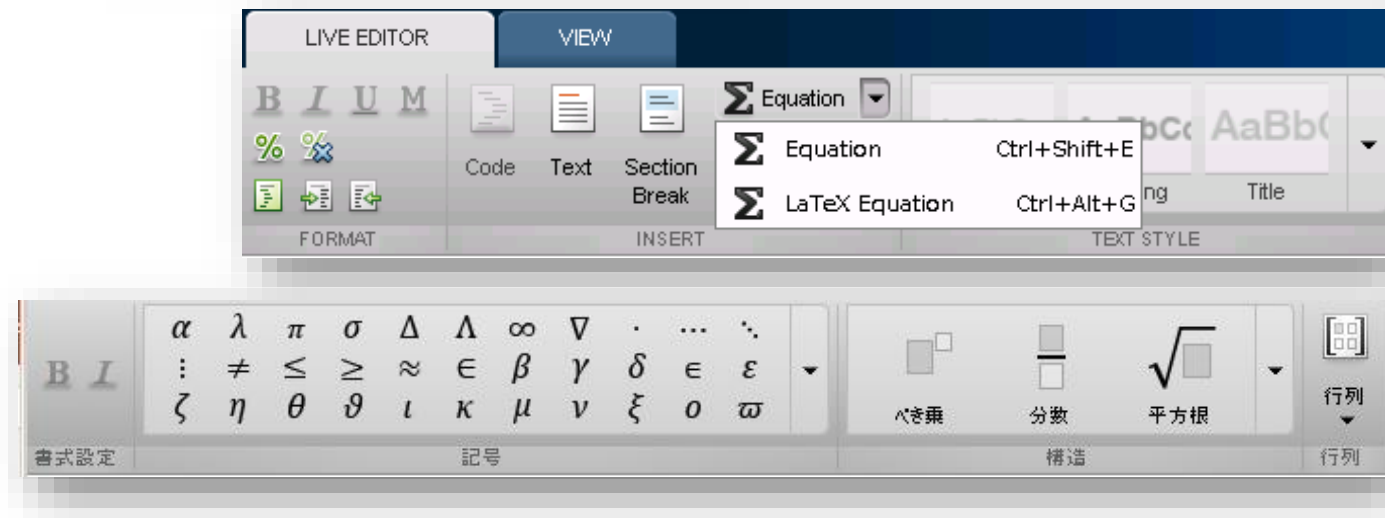 LIVE EDITOR VIEW
B I U M
Σ Equation
Code Text Section Break
Σ Equation Ctrl+Shift+E
Σ LaTeX Equation Ctrl+Alt+G
AaBb
ng Title
FORMAT INSERT TEXT STYLE
B I
α λ π σ Δ Λ ∞ ∇ · ⋯ ⋱
⋮ ≠ ≤ ≥ ≈ ∈ β γ δ ϵ ε
ζ η θ ϑ ι κ μ ν ξ ο ϖ
べき乗 分数 平方根 行列
書式設定 記号 構造 行列